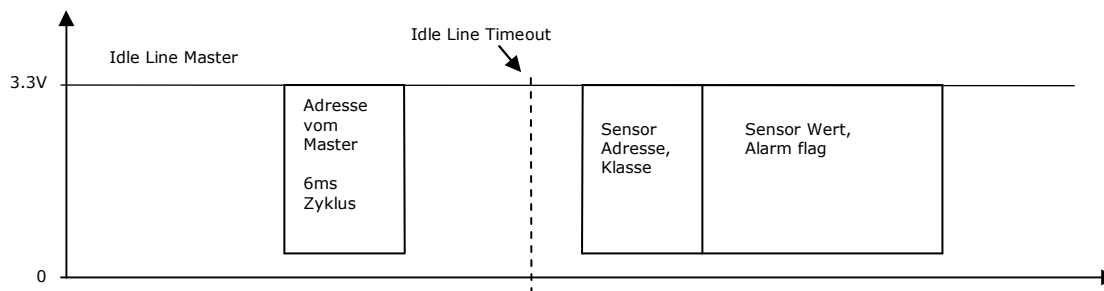 Idle Line Timeout
Idle Line Master
3.3V
Adresse
vom
Master
6ms
Zyklus
Sensor
Adresse,
Klasse
Sensor Wert,
Alarm flag
0